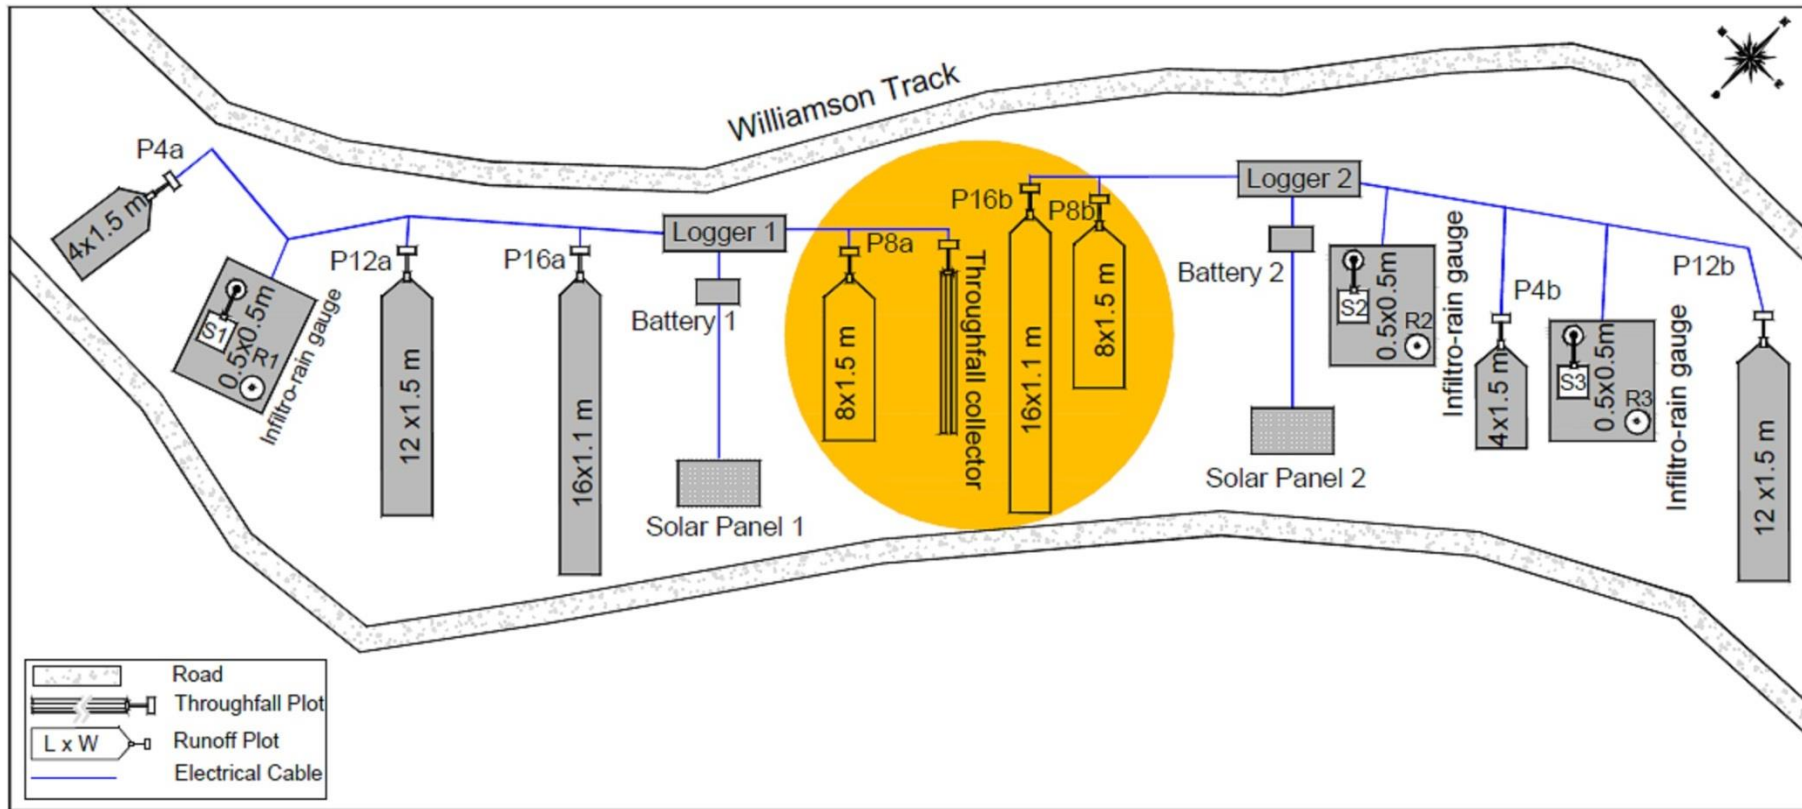 Williamson Track
P4a
4x1.5 m
S1
0.5x0.5m
R1
Infiltro-rain gauge
P12a
12 x1.5 m
P16a
16x1.1 m
Logger 1
Battery 1
Solar Panel 1
P8a
8x1.5 m
Throughfall collector
P16b
16x1.1 m
P8b
8x1.5 m
Logger 2
Battery 2
Solar Panel 2
S2
0.5x0.5m
R2
Infiltro-rain gauge
P4b
4x1.5 m
S3
0.5x0.5m
R3
Infiltro-rain gauge
P12b
12 x1.5 m
Road
Throughfall Plot
L x W
Runoff Plot
Electrical Cable